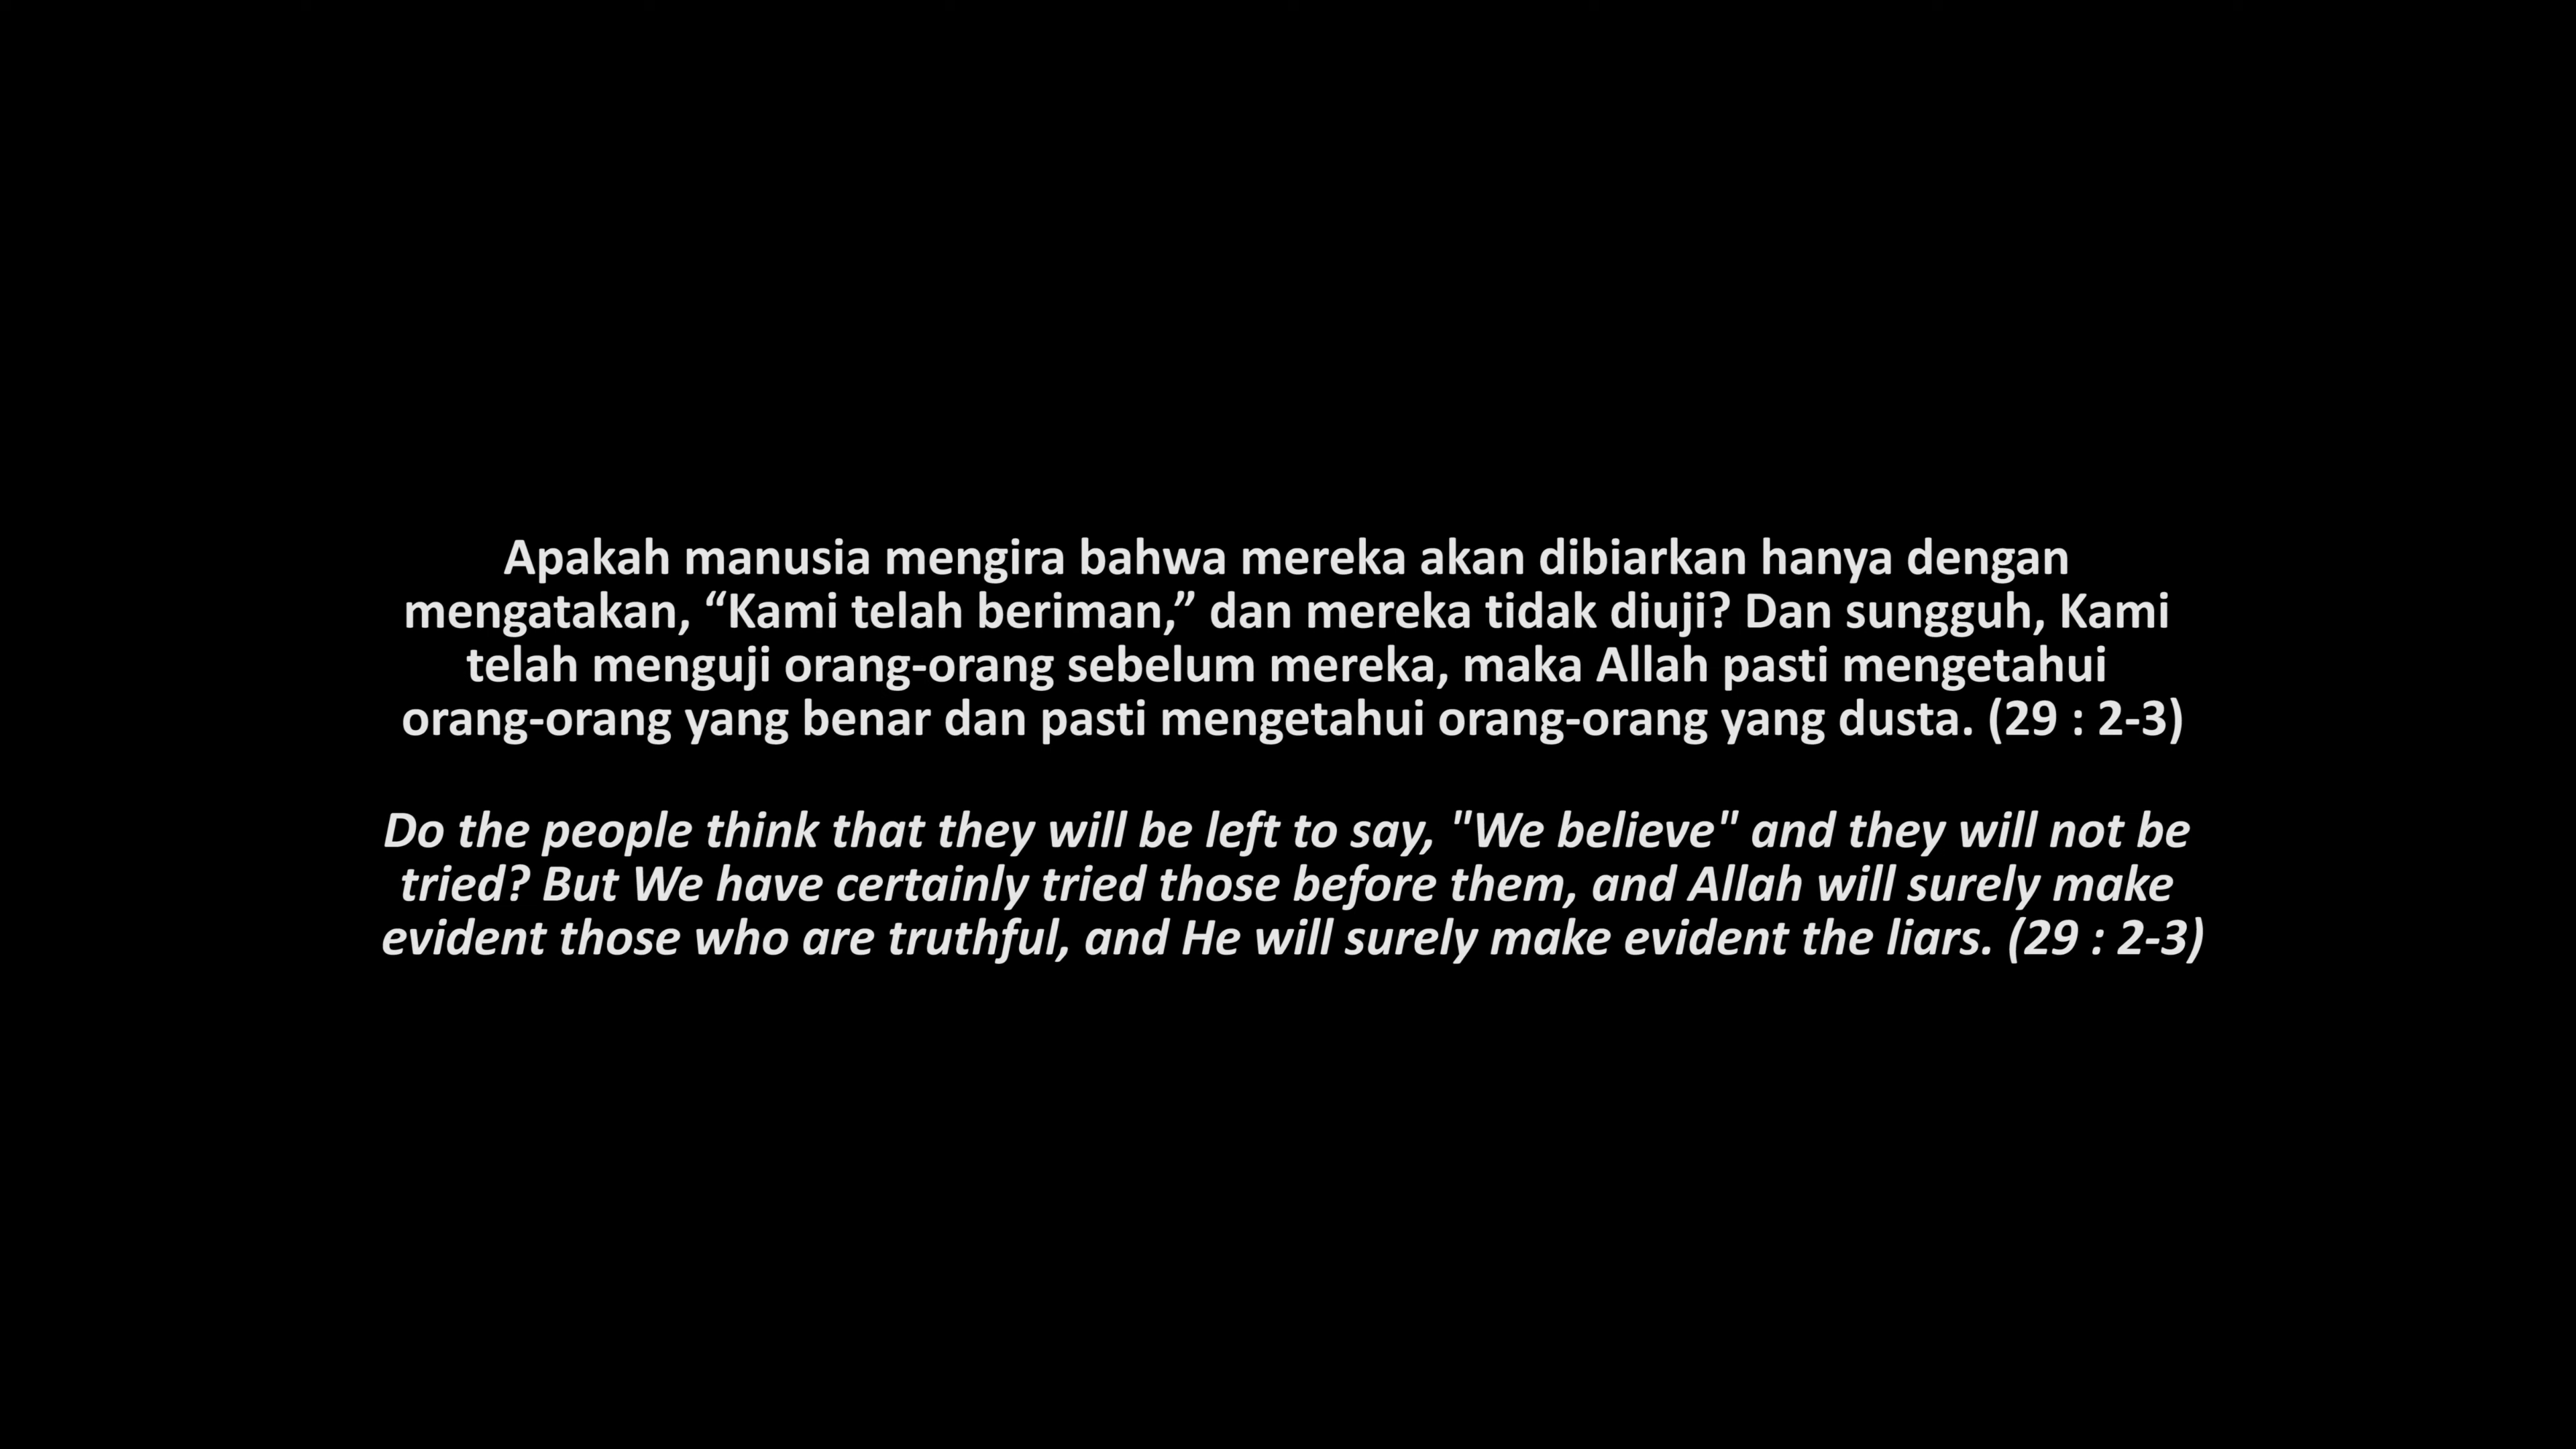 Apakah manusia mengira bahwa mereka akan dibiarkan hanya dengan
mengatakan, “Kami telah beriman,” dan mereka tidak diuji? Dan sungguh, Kami
telah menguji orang-orang sebelum mereka, maka Allah pasti mengetahui
orang-orang yang benar dan pasti mengetahui orang-orang yang dusta. (29 : 2-3)
Do the people think that they will be left to say, "We believe" and they will not be
tried? But We have certainly tried those before them, and Allah will surely make
evident those who are truthful, and He will surely make evident the liars. (29 : 2-3)